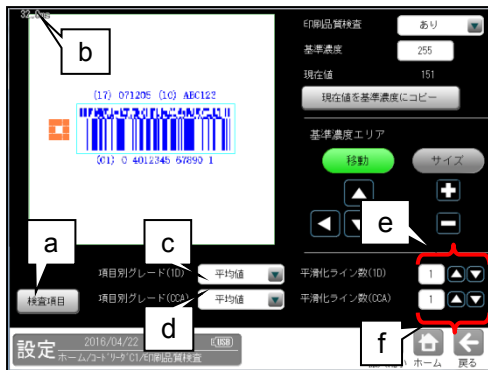 32.0ms
b
印刷品質検査 あり
基準濃度 255
現在値 151
現在値を基準濃度にコピー
(17) 071205 (10) ABC123
(01) 0 4012345 67890 1
基準濃度エリア
移動 サイズ
a
c
e
項目別グレード(1D) 平均値
平滑化ライン数(1D) 1
検査項目
項目別グレード(CCA) 平均値
平滑化ライン数(CCA) 1
d
f
設定
2016/04/22
USB
ホーム/コードリーダC1/印刷品質検査
ホーム
戻る